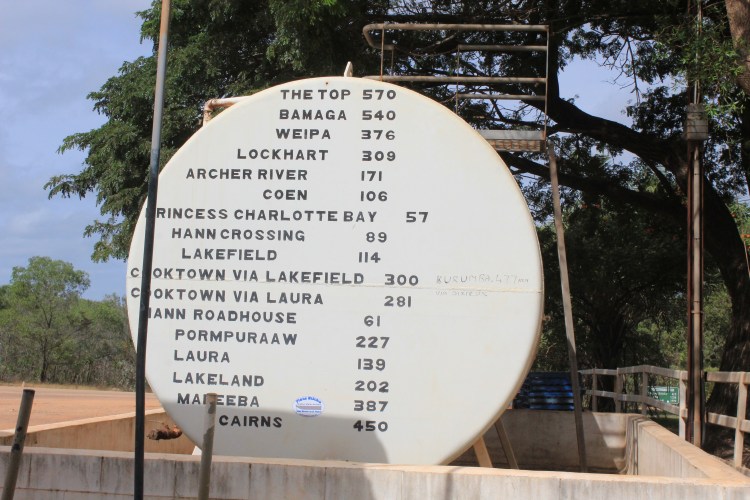 THE TOP 570
BAMAGA 540
WEIPA 376
LOCKHART 309
ARCHER RIVER 171
COEN 106
PRINCESS CHARLOTTE BAY 57
HANN CROSSING 89
LAKEFIELD 114
COOKTOWN VIA LAKEFIELD 300
COOKTOWN VIA LAURA 281
HANN ROADHOUSE 61
PORMPURAAW 227
LAURA 139
LAKELAND 202
MAREEBA 387
CAIRNS 450